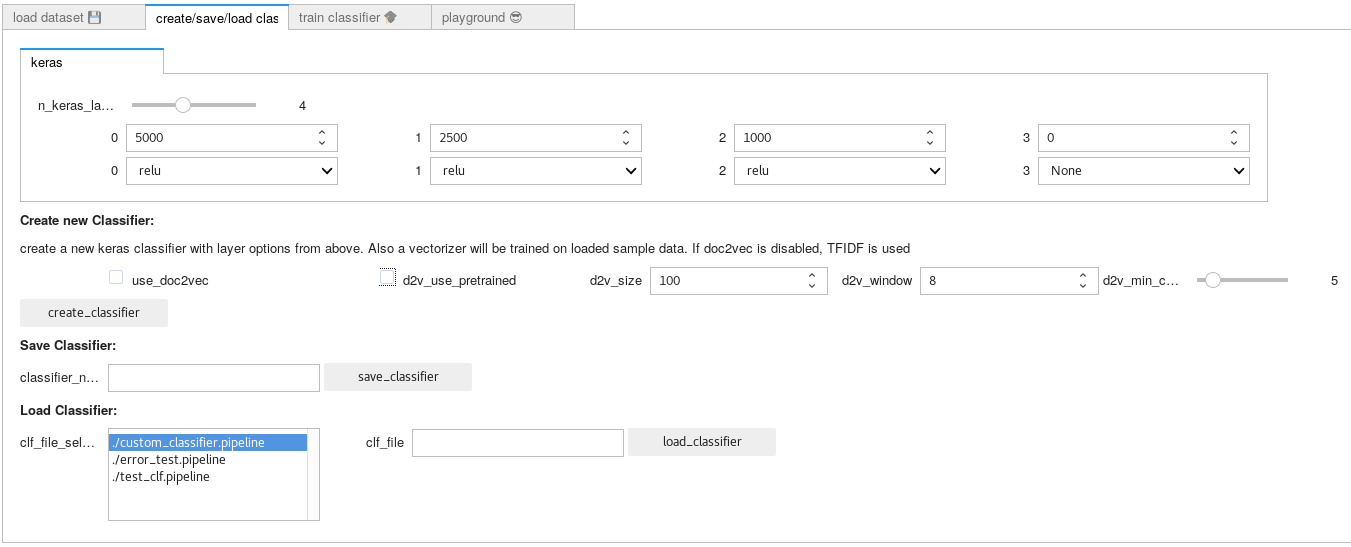 load dataset 💾 create/save/load clas train classifier 🎓 playground 😎
keras
n_keras_la… 4
0 5000 1 2500 2 1000 3 0
0 relu 1 relu 2 relu 3 None
Create new Classifier:
create a new keras classifier with layer options from above. Also a vectorizer will be trained on loaded sample data. If doc2vec is disabled, TFIDF is used
use_doc2vec d2v_use_pretrained d2v_size 100 d2v_window 8 d2v_min_c… 5
create_classifier
Save Classifier:
classifier_n… save_classifier
Load Classifier:
clf_file_sel… ./custom_classifier.pipeline clf_file load_classifier
./error_test.pipeline
./test_clf.pipeline